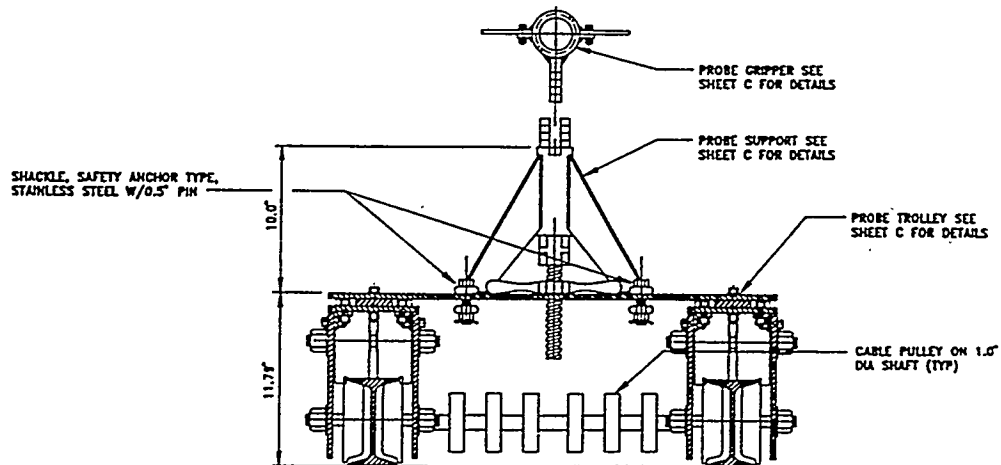 PROBE GRIPPER SEE
SHEET C FOR DETAILS
PROBE SUPPORT SEE
SHEET C FOR DETAILS
SHACKLE, SAFETY ANCHOR TYPE,
STAINLESS STEEL W/0.5" PIN
10.0"
PROBE TROLLEY SEE
SHEET C FOR DETAILS
11.78"
CABLE PULLEY ON 1.0"
DIA SHAFT (TYP)